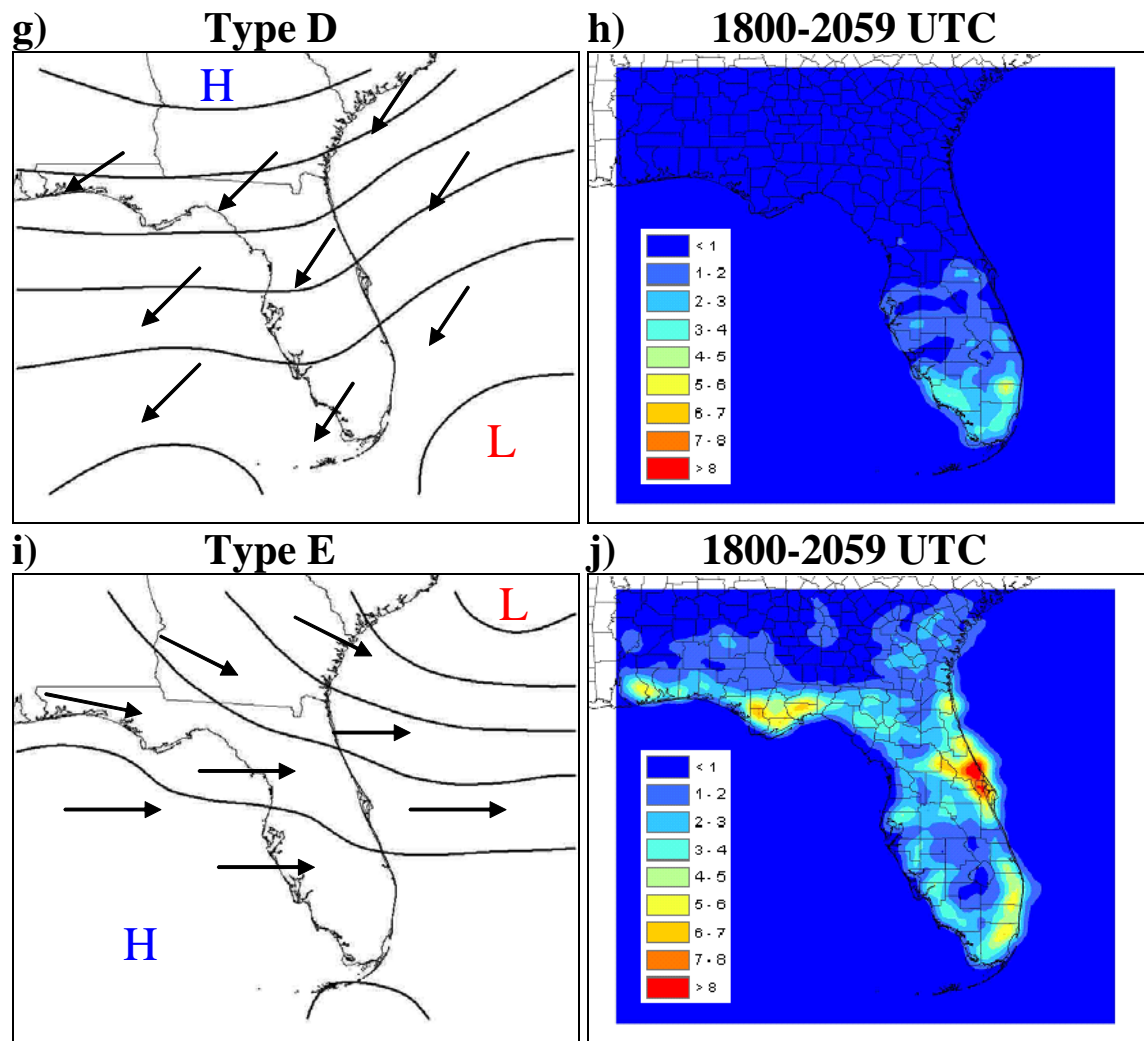 g) Type D
h) 1800-2059 UTC
H
L
< 1
1 - 2
2 - 3
3 - 4
4 - 5
5 - 6
6 - 7
7 - 8
> 8
i) Type E
j) 1800-2059 UTC
L
H
< 1
1 - 2
2 - 3
3 - 4
4 - 5
5 - 6
6 - 7
7 - 8
> 8